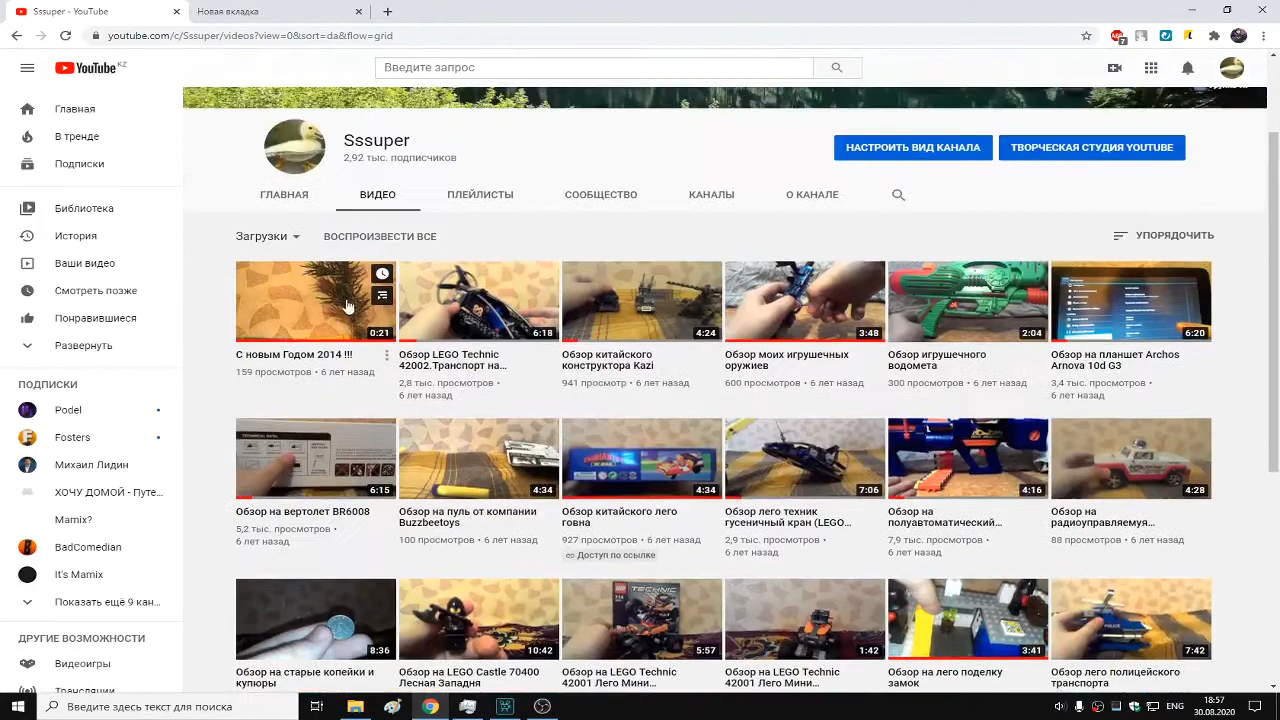 Sssuper - YouTube
Новая вкладка
youtube.com/c/Sssuper/videos?view=0&sort=da&flow=grid
YouTube KZ
Введите запрос
Главная
В тренде
Подписки
Библиотека
История
Ваши видео
Смотреть позже
Понравившиеся
Развернуть
ПОДПИСКИ
Podel
Fosters
Михаил Лидин
ХОЧУ ДОМОЙ - Путе...
Mamix?
BadComedian
It's Mamix
Показать ещё 9 кан...
ДРУГИЕ ВОЗМОЖНОСТИ
Видеоигры
Трансляции
Sssuper
2,92 тыс. подписчиков
НАСТРОИТЬ ВИД КАНАЛА
ТВОРЧЕСКАЯ СТУДИЯ YOUTUBE
ГЛАВНАЯ ВИДЕО ПЛЕЙЛИСТЫ СООБЩЕСТВО КАНАЛЫ О КАНАЛЕ
Загрузки ВОСПРОИЗВЕСТИ ВСЕ УПОРЯДОЧИТЬ
0:21
С новым Годом 2014 !!!
159 просмотров • 6 лет назад
6:18
Обзор LEGO Technic
42002.Транспорт на...
2,8 тыс. просмотров •
6 лет назад
4:24
Обзор китайского
конструктора Kazi
941 просмотр • 6 лет назад
3:48
Обзор моих игрушечных
оружиев
600 просмотров • 6 лет назад
2:04
Обзор игрушечного
водомета
300 просмотров • 6 лет назад
6:20
Обзор на планшет Archos
Arnova 10d G3
3,4 тыс. просмотров •
6 лет назад
6:15
Обзор на вертолет BR6008
5,2 тыс. просмотров •
6 лет назад
4:34
Обзор на пуль от компании
Buzzbeetoys
100 просмотров • 6 лет назад
4:34
Обзор китайского лего
говна
927 просмотров • 6 лет назад
Доступ по ссылке
7:06
Обзор лего техник
гусеничный кран (LEGO...
2,9 тыс. просмотров •
6 лет назад
4:16
Обзор на
полуавтоматический...
7,9 тыс. просмотров •
6 лет назад
4:28
Обзор на
радиоуправляемуя...
88 просмотров • 6 лет назад
8:36
Обзор на старые копейки и
купюры
10:42
Обзор на LEGO Castle 70400
Лесная Западня
TECHNIC
5:57
Обзор на LEGO Technic
42001 Лего Мини...
1:42
Обзор на LEGO Technic
42001 Лего Мини...
3:41
Обзор на лего поделку
замок
POLICE
7:42
Обзор лего полицейского
транспорта
Введите здесь текст для поиска
18:57
30.08.2020